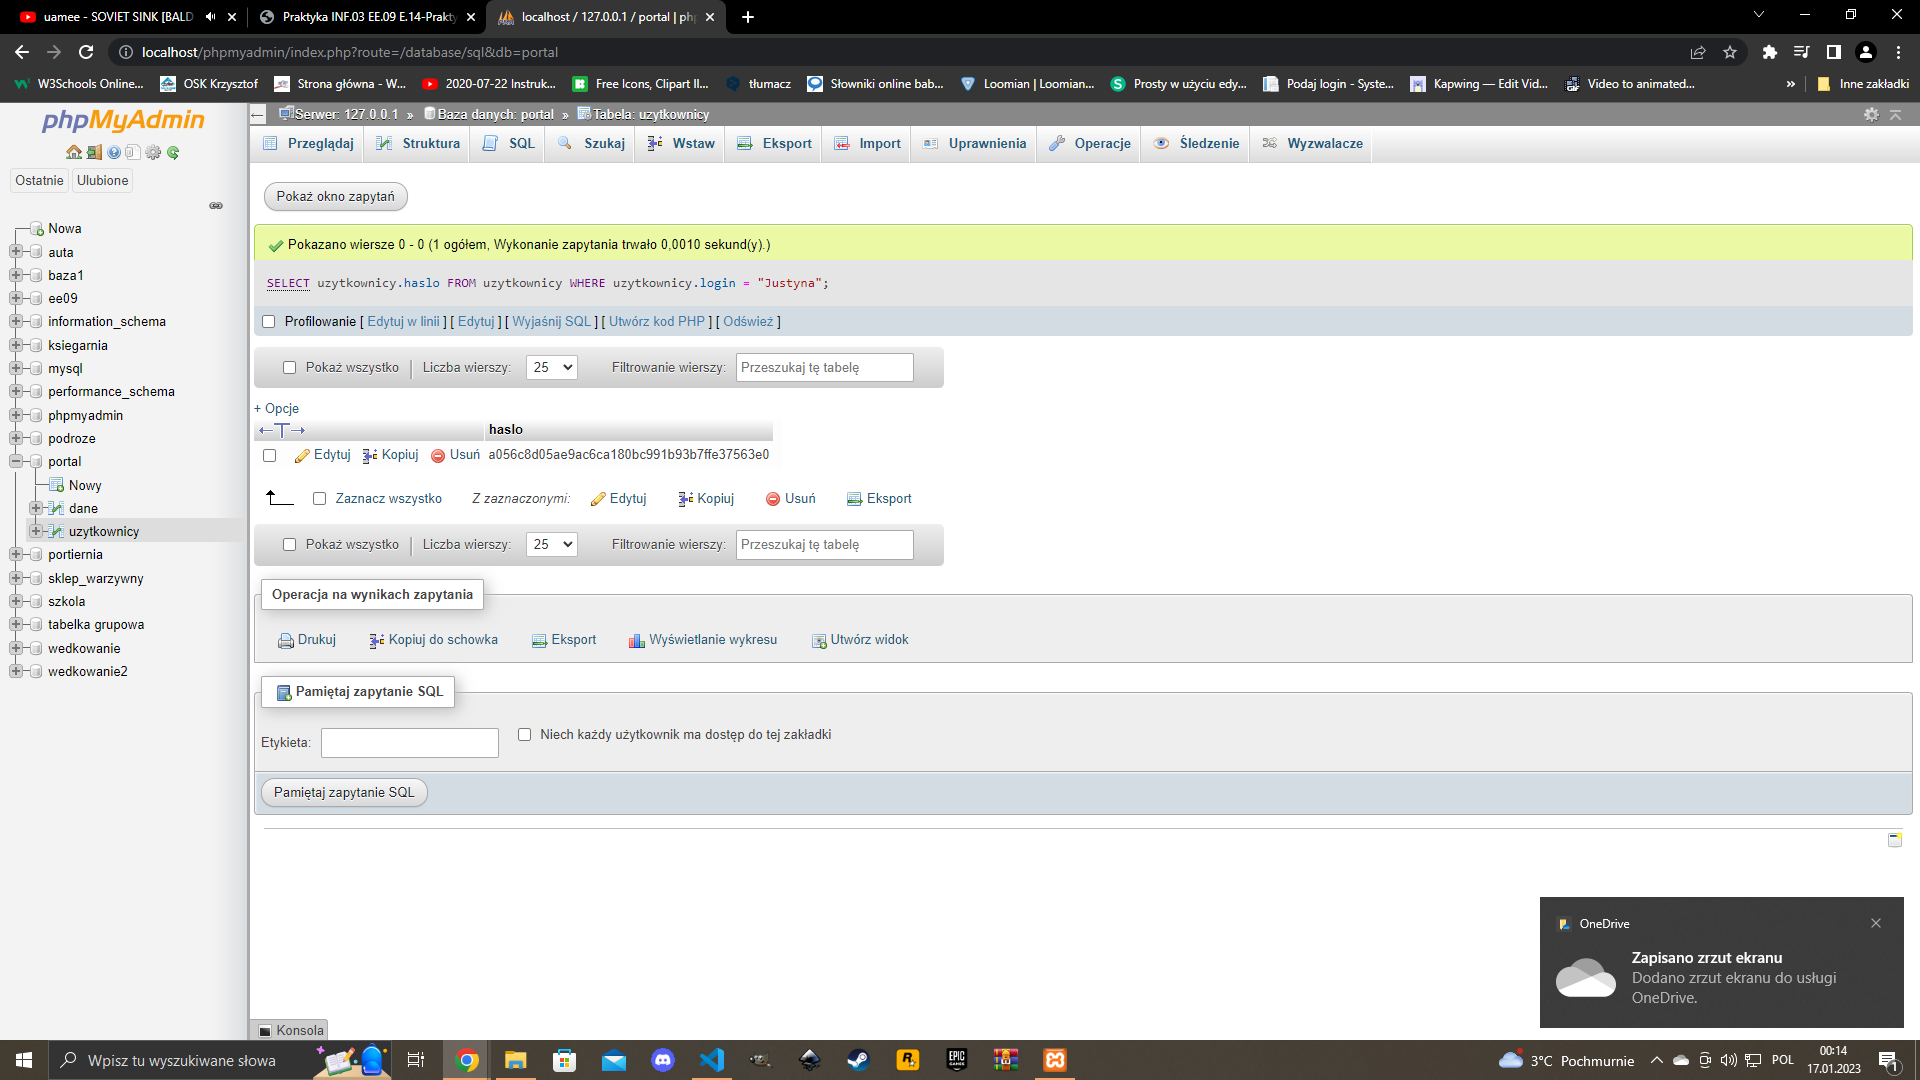 uamee - SOVIET SINK [BALD
Praktyka INF.03 EE.09 E.14-Prakty
localhost / 127.0.0.1 / portal | php
localhost/phpmyadmin/index.php?route=/database/sql&db=portal
W3Schools Online...
OSK Krzysztof
Strona główna - W...
2020-07-22 Instruk...
Free Icons, Clipart Il...
tłumacz
Słowniki online bab...
Loomian | Loomian...
Prosty w użyciu edy...
Podaj login - Syste...
Kapwing — Edit Vid...
Video to animated...
»
Inne zakładki
phpMyAdmin
Ostatnie
Ulubione
Nowa
auta
baza1
ee09
information_schema
ksiegarnia
mysql
performance_schema
phpmyadmin
podroze
portal
Nowy
dane
uzytkownicy
portiernia
sklep_warzywny
szkola
tabelka grupowa
wedkowanie
wedkowanie2
Serwer: 127.0.0.1 » Baza danych: portal » Tabela: uzytkownicy
Przeglądaj
Struktura
SQL
Szukaj
Wstaw
Eksport
Import
Uprawnienia
Operacje
Śledzenie
Wyzwalacze
Pokaż okno zapytań
Pokazano wiersze 0 - 0 (1 ogółem, Wykonanie zapytania trwało 0,0010 sekund(y).)
SELECT uzytkownicy.haslo FROM uzytkownicy WHERE uzytkownicy.login = "Justyna";
Profilowanie [ Edytuj w linii ] [ Edytuj ] [ Wyjaśnij SQL ] [ Utwórz kod PHP ] [ Odśwież ]
Pokaż wszystko
Liczba wierszy:
25
Filtrowanie wierszy:
Przeszukaj tę tabelę
+ Opcje
←T→
haslo
Edytuj
Kopiuj
Usuń
a056c8d05ae9ac6ca180bc991b93b7ffe37563e0
Zaznacz wszystko
Z zaznaczonymi:
Edytuj
Kopiuj
Usuń
Eksport
Pokaż wszystko
Liczba wierszy:
25
Filtrowanie wierszy:
Przeszukaj tę tabelę
Operacja na wynikach zapytania
Drukuj
Kopiuj do schowka
Eksport
Wyświetlanie wykresu
Utwórz widok
Pamiętaj zapytanie SQL
Etykieta:
Niech każdy użytkownik ma dostęp do tej zakładki
Pamiętaj zapytanie SQL
OneDrive
Zapisano zrzut ekranu
Dodano zrzut ekranu do usługi
OneDrive.
Konsola
Wpisz tu wyszukiwane słowa
EPIC
GAMES
3°C Pochmurnie
POL
00:14
17.01.2023
1